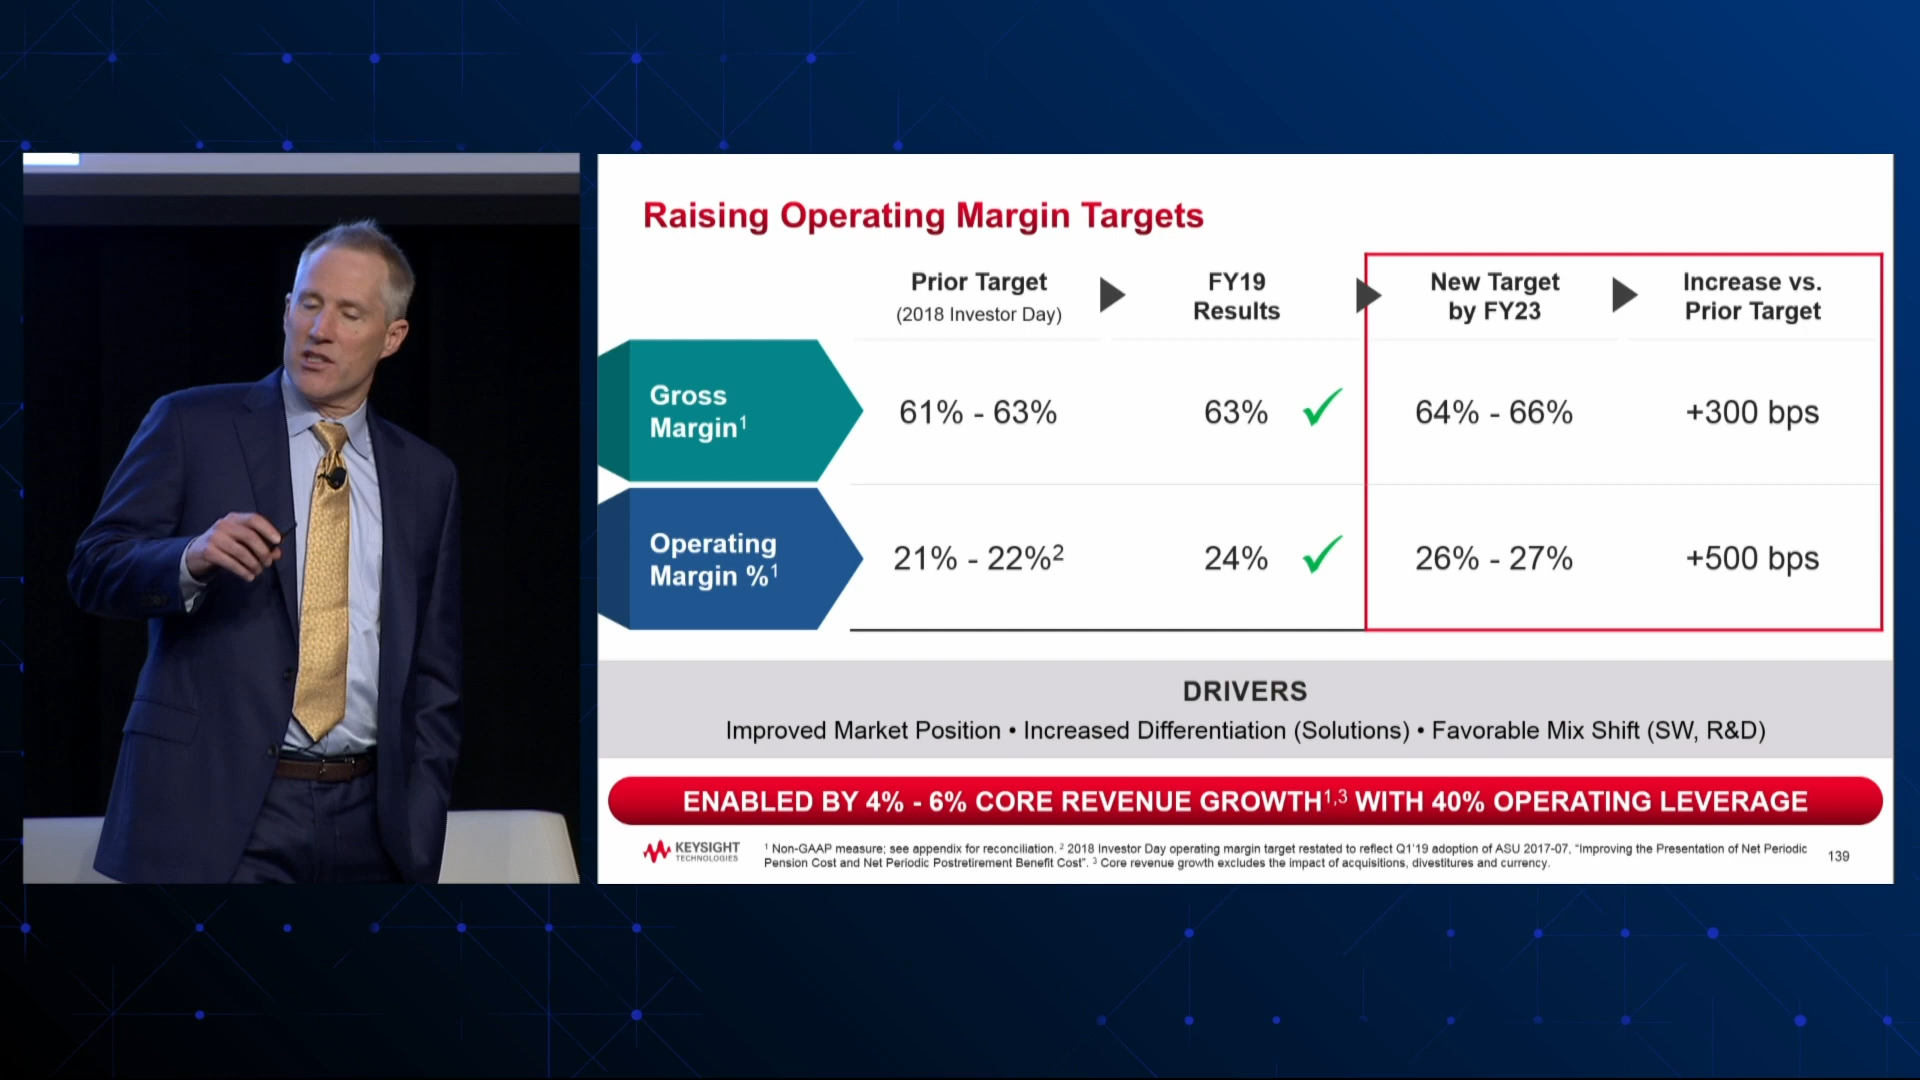 Raising Operating Margin Targets
Prior Target
(2018 Investor Day)
FY19
Results
New Target
by FY23
Increase vs.
Prior Target
Gross
Margin¹
61% - 63%
63%
64% - 66%
+300 bps
Operating
Margin %¹
21% - 22%²
24%
26% - 27%
+500 bps
DRIVERS
Improved Market Position • Increased Differentiation (Solutions) • Favorable Mix Shift (SW, R&D)
ENABLED BY 4% - 6% CORE REVENUE GROWTH¹,³ WITH 40% OPERATING LEVERAGE
KEYSIGHT
TECHNOLOGIES
¹ Non-GAAP measure; see appendix for reconciliation. ² 2018 Investor Day operating margin target restated to reflect Q1'19 adoption of ASU 2017-07, "Improving the Presentation of Net Periodic
Pension Cost and Net Periodic Postretirement Benefit Cost". ³ Core revenue growth excludes the impact of acquisitions, divestitures and currency.
139